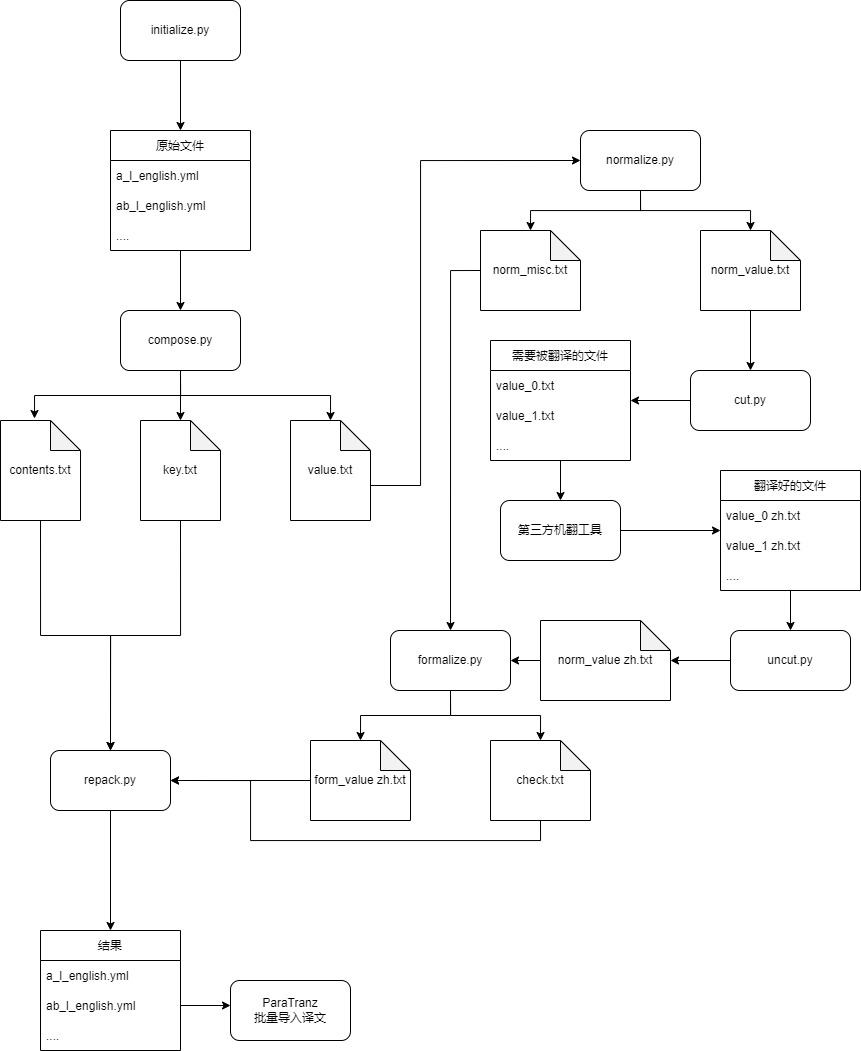 initialize.py
原始文件
a_l_english.yml
ab_l_english.yml
....
normalize.py
norm_misc.txt
norm_value.txt
compose.py
需要被翻译的文件
value_0.txt
value_1.txt
....
cut.py
contents.txt
key.txt
value.txt
翻译好的文件
value_0 zh.txt
value_1 zh.txt
....
第三方机翻工具
formalize.py
norm_value zh.txt
uncut.py
repack.py
form_value zh.txt
check.txt
结果
a_l_english.yml
ab_l_english.yml
....
ParaTranz
批量导入译文